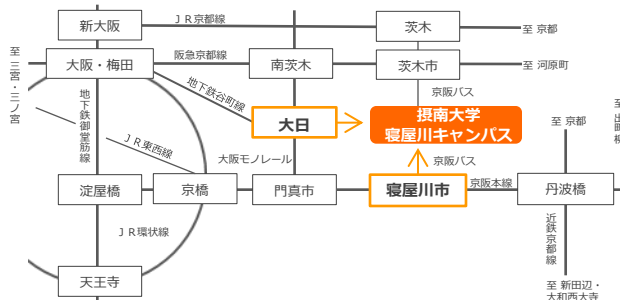 新大阪
ＪＲ京都線
茨木
至 京都
至 三宮・三ノ宮
大阪・梅田
阪急京都線
南茨木
茨木市
至 河原町
地下鉄谷町線
京阪バス
地下鉄御堂筋線
ＪＲ東西線
大日
摂南大学
寝屋川キャンパス
至 京都
至 出町柳
大阪モノレール
京阪バス
淀屋橋
京橋
門真市
寝屋川市
京阪本線
丹波橋
ＪＲ環状線
近鉄京都線
天王寺
至 新田辺・
大和西大寺